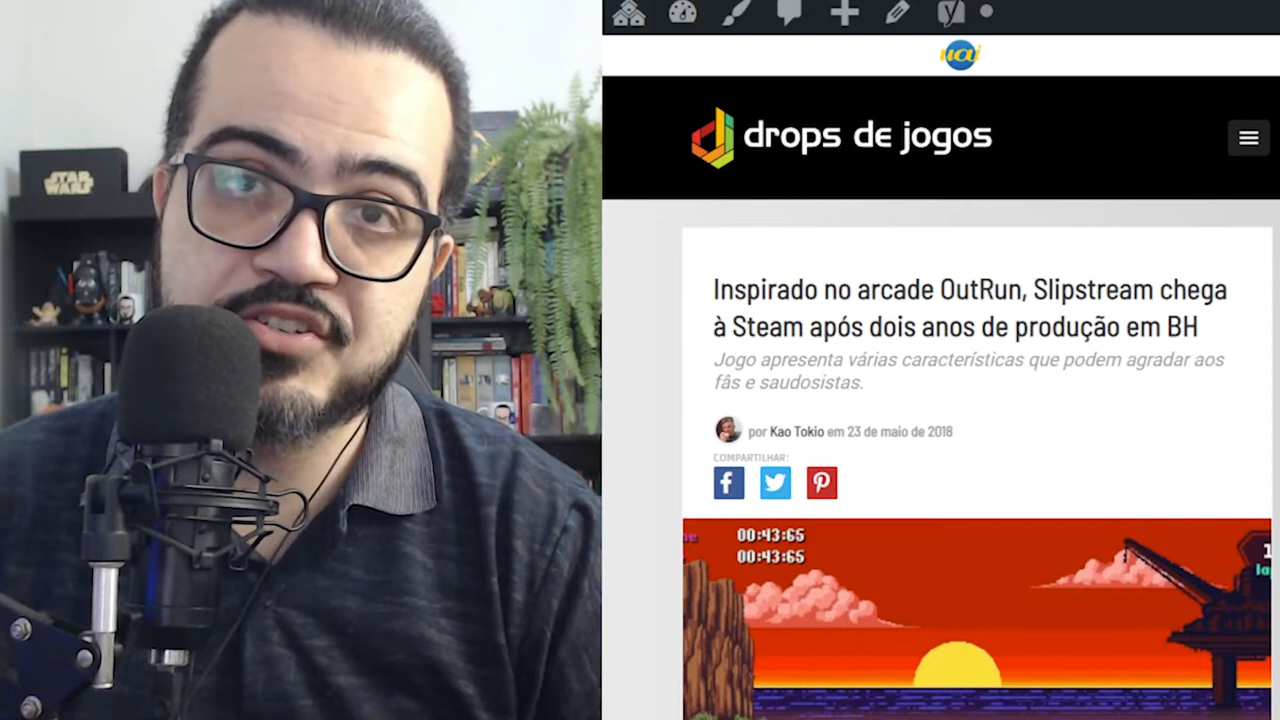 STAR
WARS
uai
drops de jogos
Inspirado no arcade OutRun, Slipstream chega
à Steam após dois anos de produção em BH
Jogo apresenta várias características que podem agradar aos
fãs e saudosistas.
por Kao Tokio em 23 de maio de 2018
COMPARTILHAR:
00:43:65
00:43:65
1